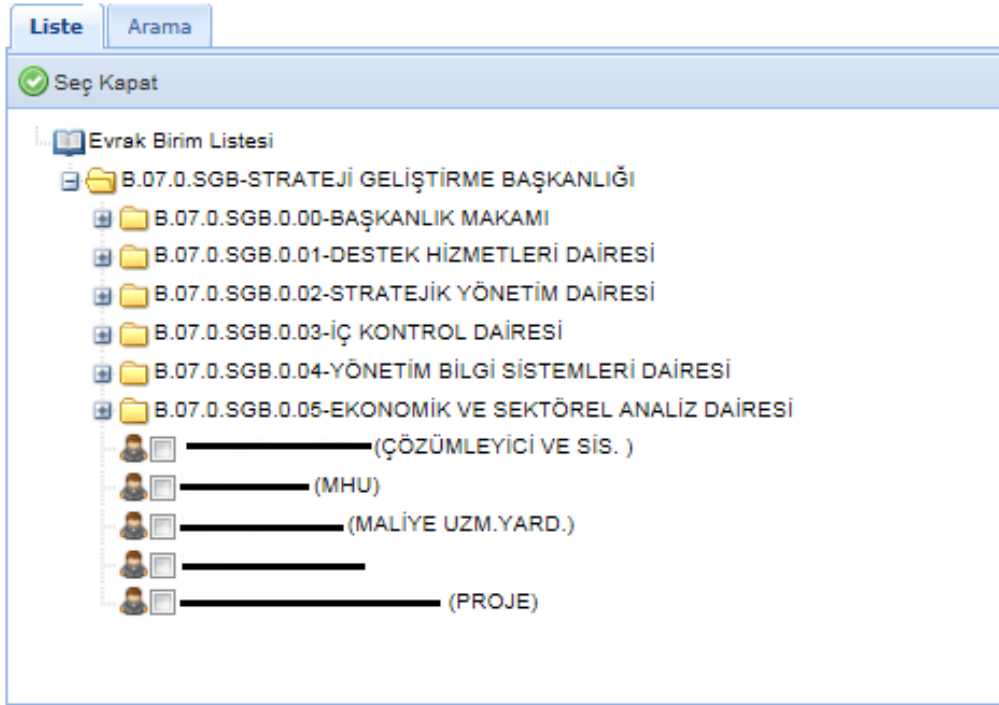 Liste Arama
Seç Kapat
Evrak Birim Listesi
B.07.0.SGB-STRATEJİ GELİŞTİRME BAŞKANLIĞI
B.07.0.SGB.0.00-BAŞKANLIK MAKAMI
B.07.0.SGB.0.01-DESTEK HİZMETLERİ DAİRESİ
B.07.0.SGB.0.02-STRATEJİK YÖNETİM DAİRESİ
B.07.0.SGB.0.03-İÇ KONTROL DAİRESİ
B.07.0.SGB.0.04-YÖNETİM BİLGİ SİSTEMLERİ DAİRESİ
B.07.0.SGB.0.05-EKONOMİK VE SEKTÖREL ANALİZ DAİRESİ
(ÇÖZÜMLEYİCİ VE SİS. )
(MHU)
(MALİYE UZM.YARD.)
(PROJE)